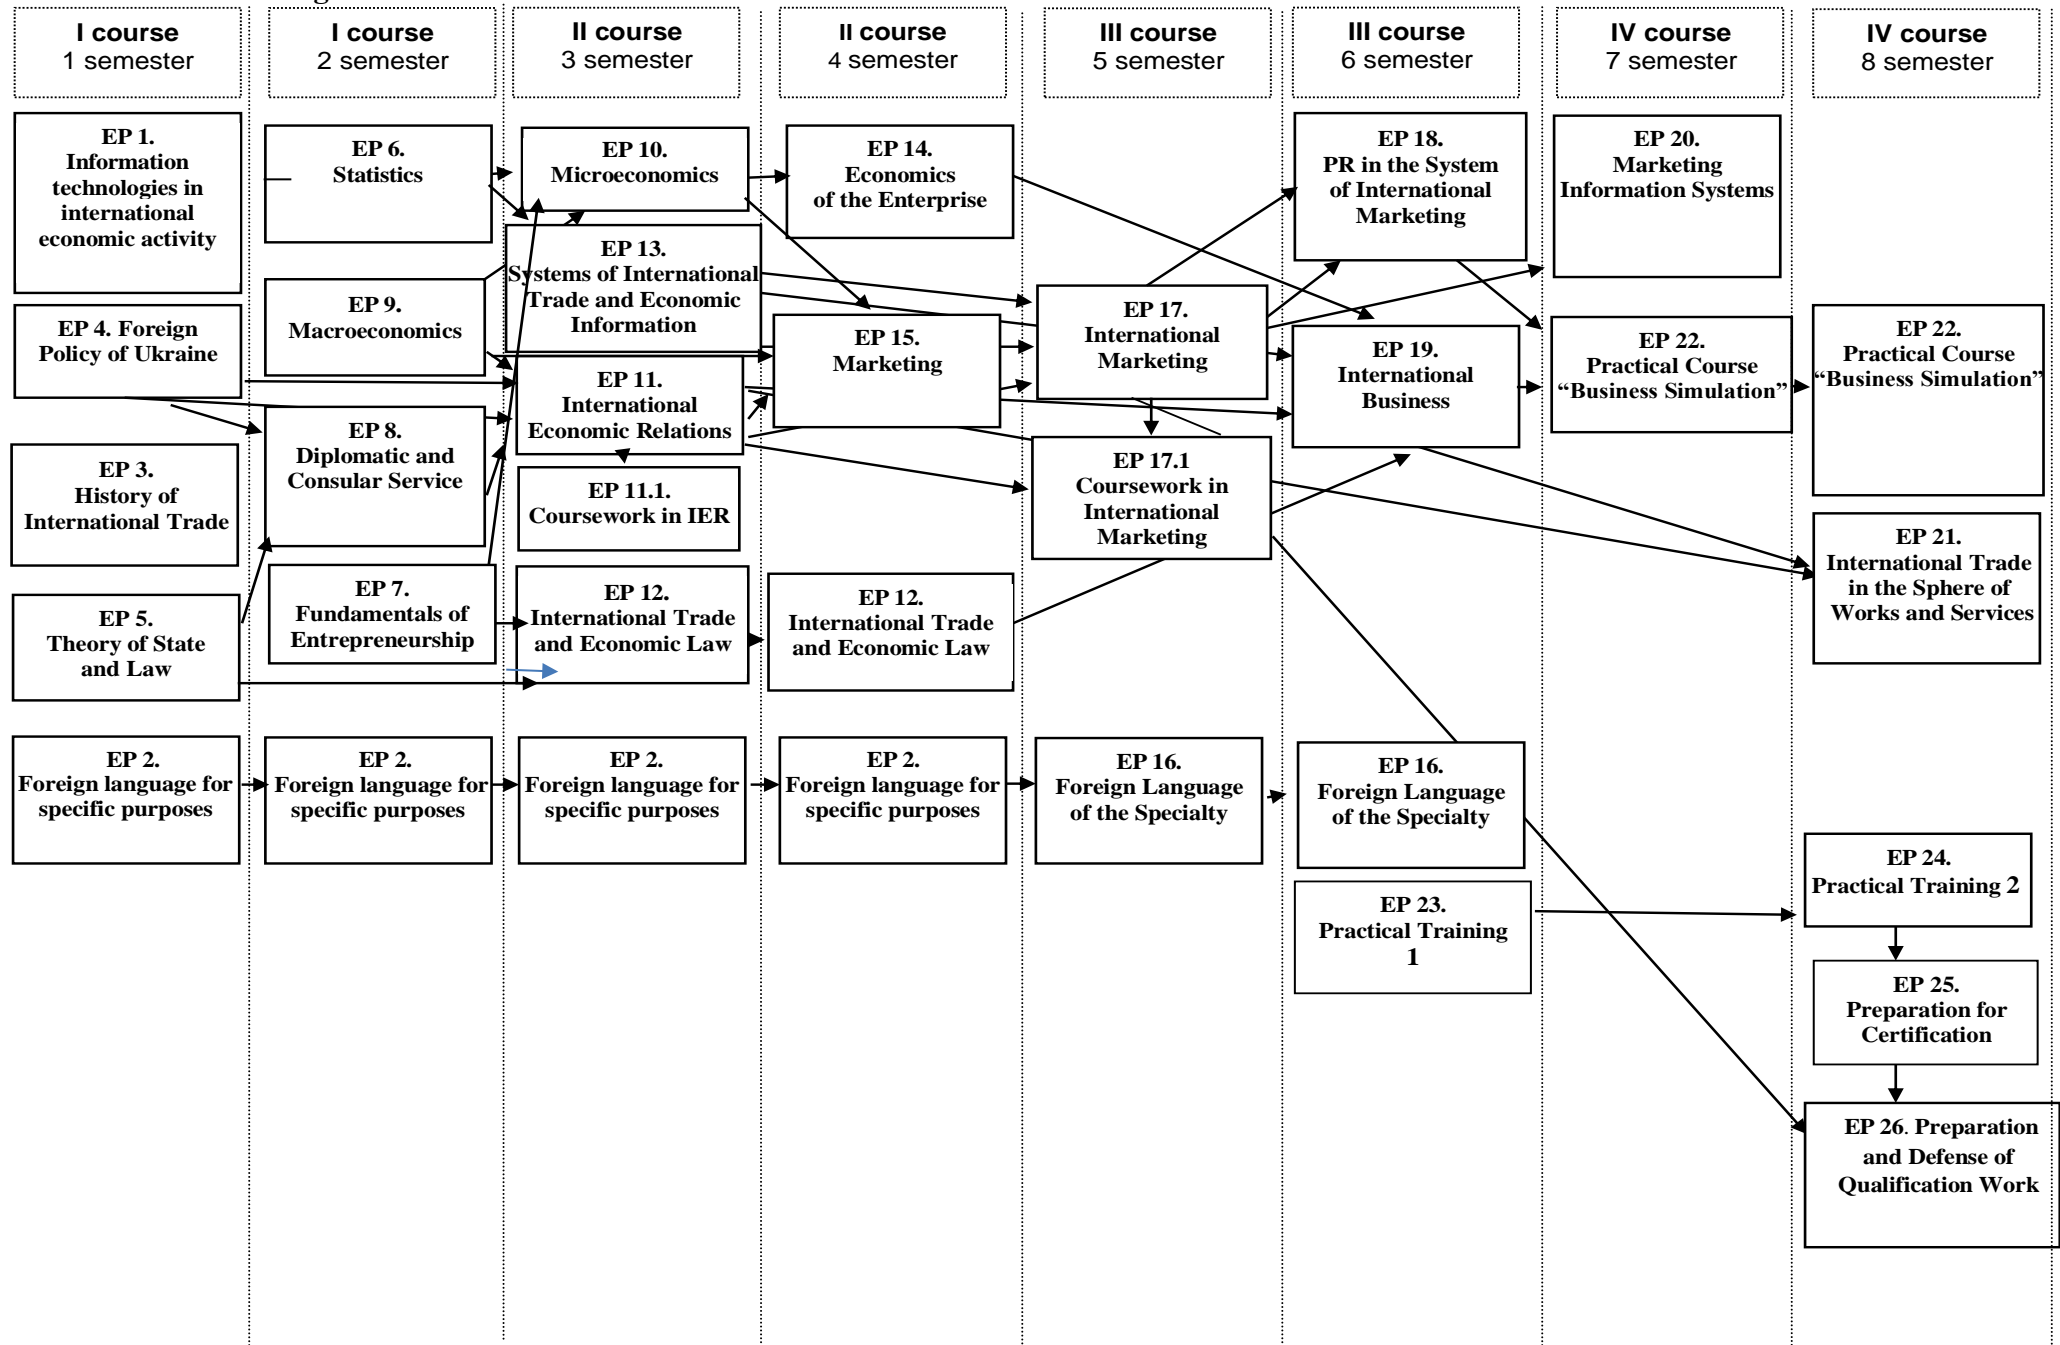 I course
1 semester
I course
2 semester
II course
3 semester
II course
4 semester
III course
5 semester
III course
6 semester
IV course
7 semester
IV course
8 semester
EP 1.
Information
technologies in
international
economic activity
EP 4. Foreign
Policy of Ukraine
EP 3.
History of
International Trade
EP 5.
Theory of State
and Law
EP 2.
Foreign language for
specific purposes
EP 6.
Statistics
EP 9.
Macroeconomics
EP 8.
Diplomatic and
Consular Service
EP 7.
Fundamentals of
Entrepreneurship
EP 2.
Foreign language for
specific purposes
EP 10.
Microeconomics
EP 13.
Systems of International
Trade and Economic
Information
EP 11.
International
Economic Relations
EP 11.1.
Coursework in IER
EP 12.
International Trade
and Economic Law
EP 2.
Foreign language for
specific purposes
EP 14.
Economics
of the Enterprise
EP 15.
Marketing
EP 12.
International Trade
and Economic Law
EP 2.
Foreign language for
specific purposes
EP 17.
International
Marketing
EP 17.1
Coursework in
International
Marketing
EP 16.
Foreign Language
of the Specialty
EP 18.
PR in the System
of International
Marketing
EP 19.
International
Business
EP 16.
Foreign Language
of the Specialty
EP 23.
Practical Training
1
EP 20.
Marketing
Information Systems
EP 22.
Practical Course
“Business Simulation”
EP 22.
Practical Course
“Business Simulation”
EP 21.
International Trade
in the Sphere of
Works and Services
EP 24.
Practical Training 2
EP 25.
Preparation for
Certification
EP 26. Preparation
and Defense of
Qualification Work